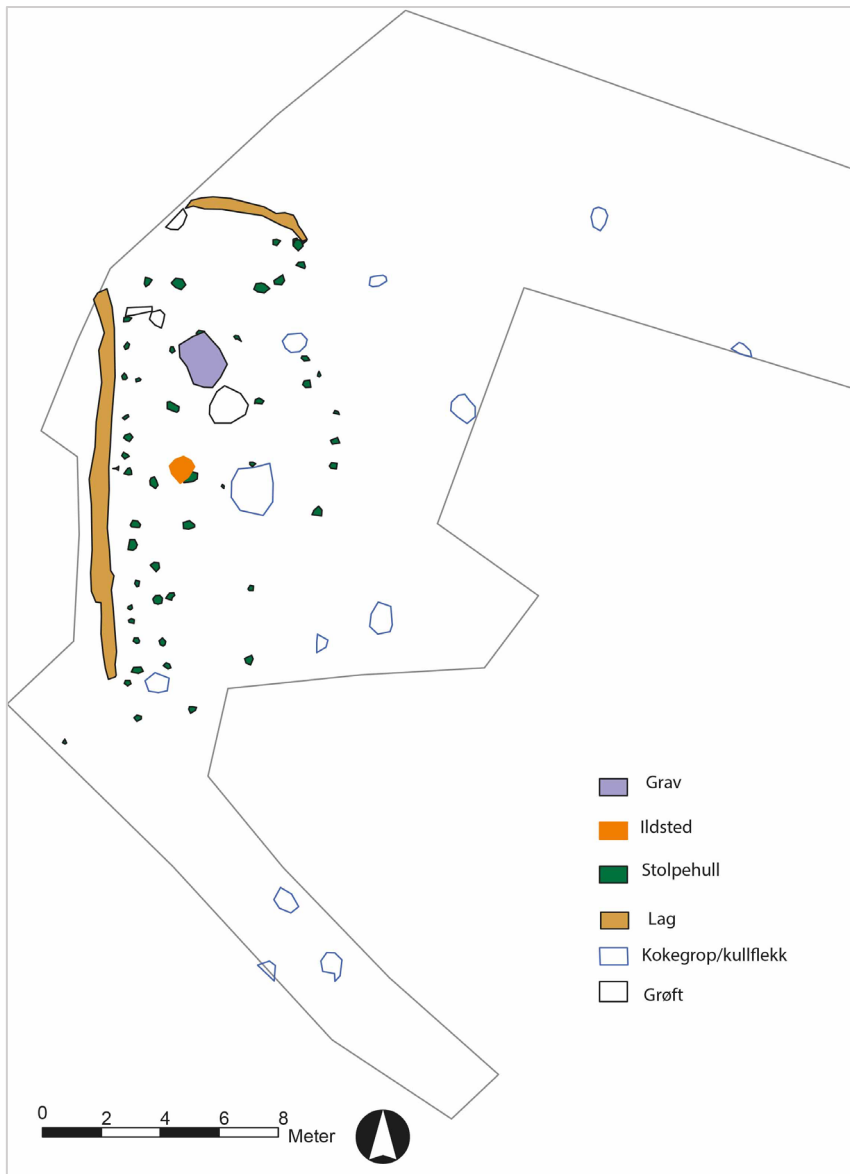 Grav
Ildsted
Stolpehull
Lag
Kokegrop/kullflekk
Grøft
0 2 4 6 8
Meter